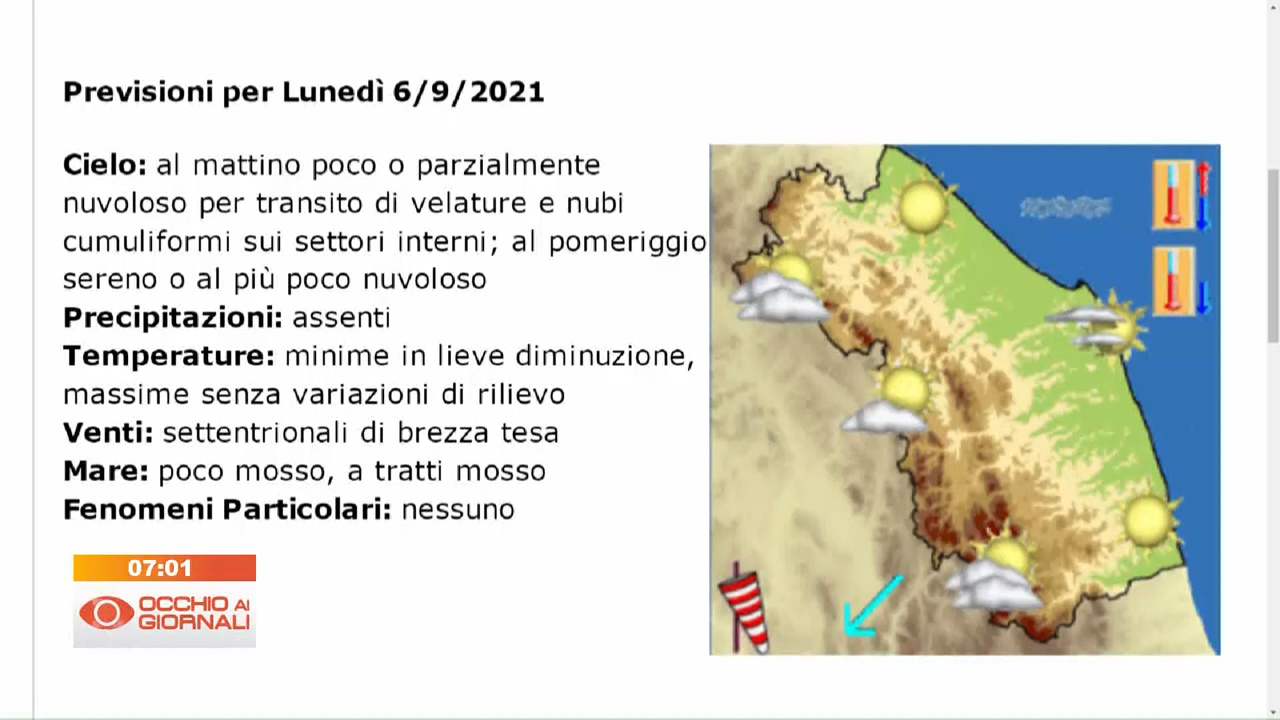 Previsioni per Lunedì 6/9/2021
Cielo: al mattino poco o parzialmente
nuvoloso per transito di velature e nubi
cumuliformi sui settori interni; al pomeriggio
sereno o al più poco nuvoloso
Precipitazioni: assenti
Temperature: minime in lieve diminuzione,
massime senza variazioni di rilievo
Venti: settentrionali di brezza tesa
Mare: poco mosso, a tratti mosso
Fenomeni Particolari: nessuno
07:01
OCCHIO AI
GIORNALI